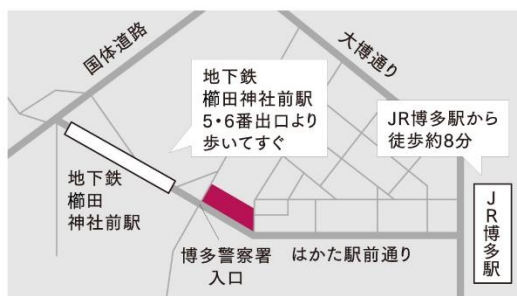 国体道路
大博通り
地下鉄
櫛田神社前駅
5・6番出口より
歩いてすぐ
JR博多駅から
徒歩約8分
地下鉄
櫛田
神社前駅
JR博多駅
博多警察署
入口
はかた駅前通り